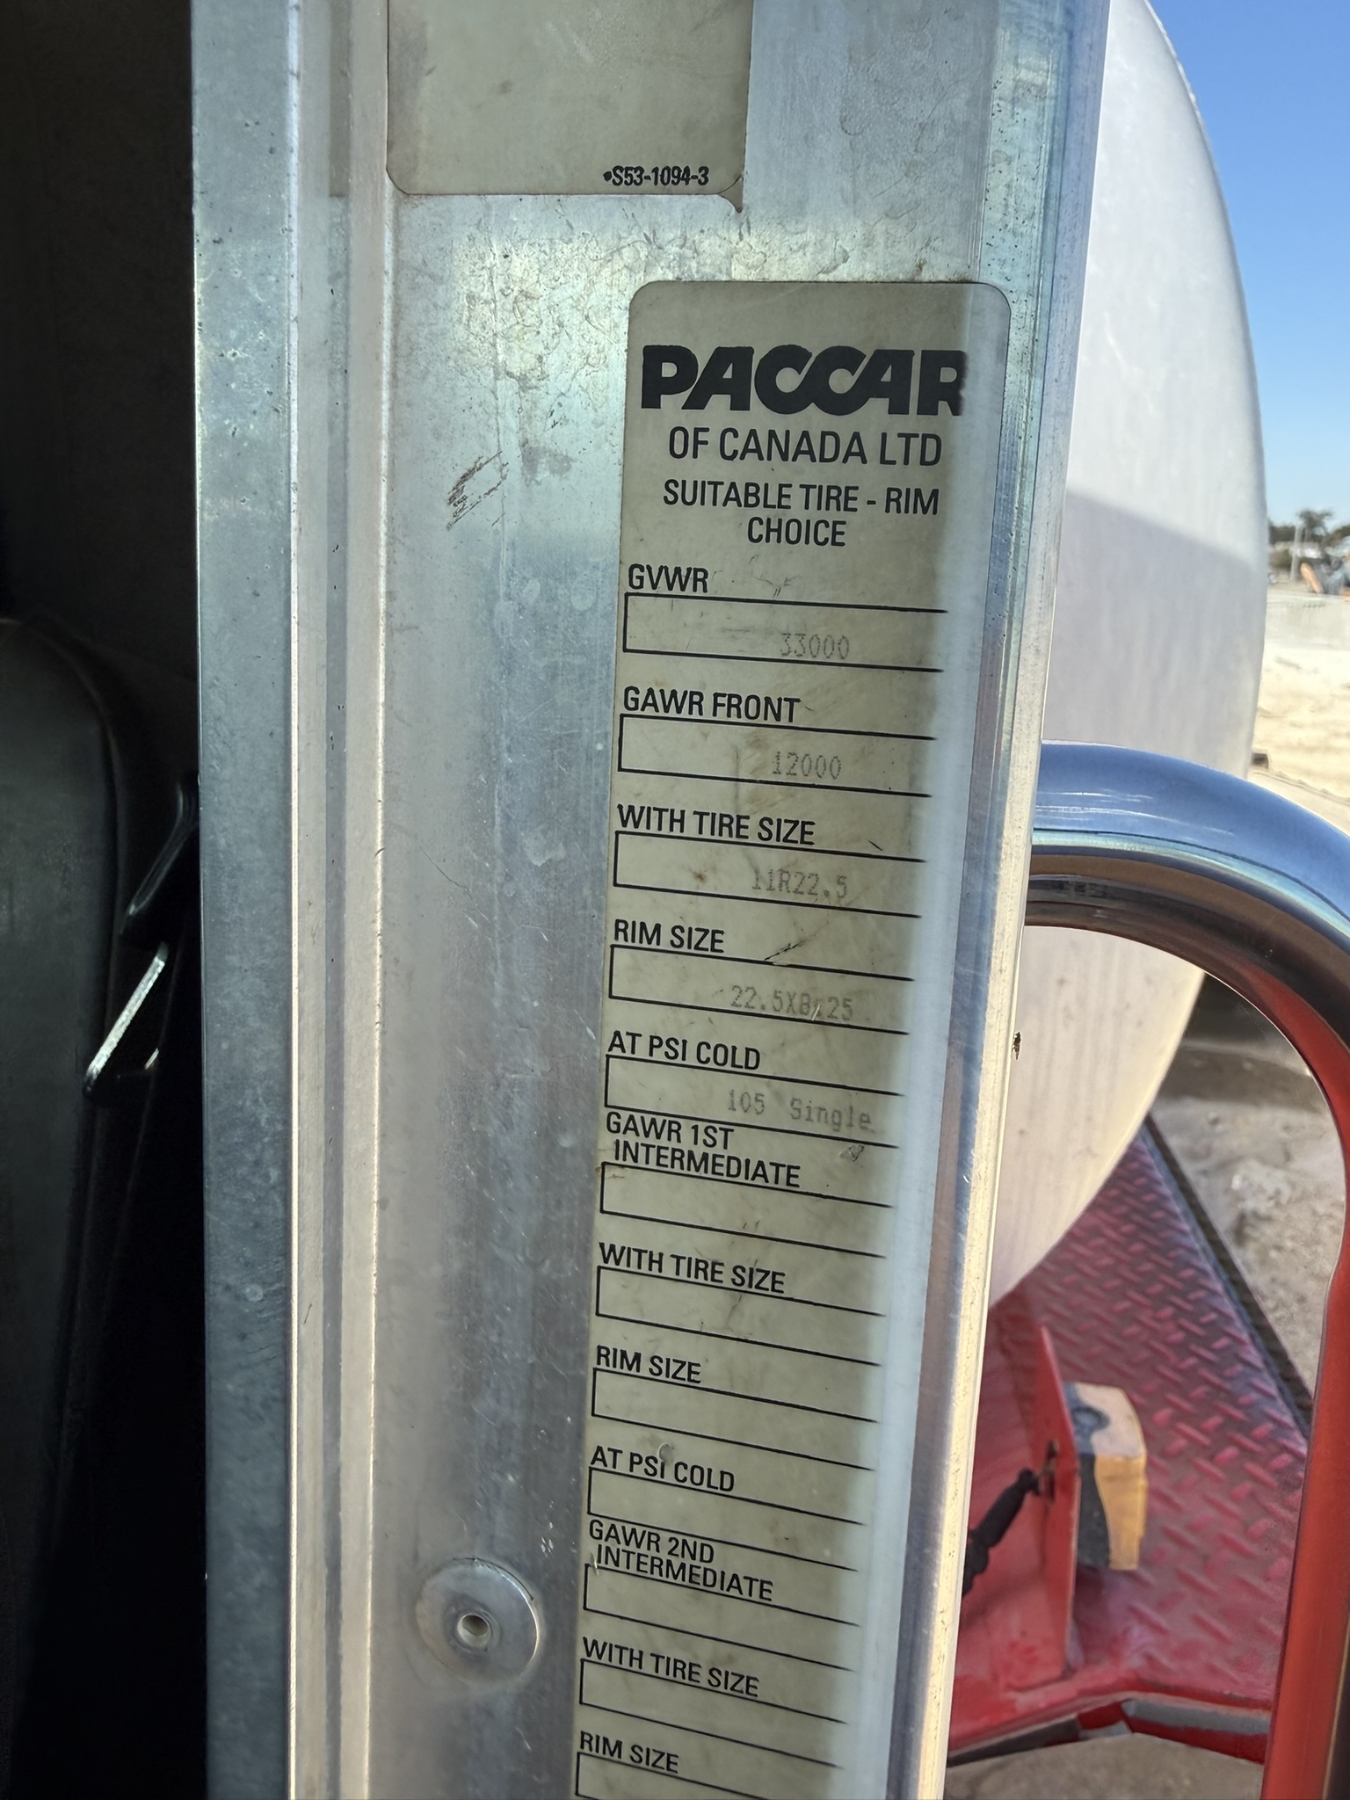 •S53-1094-3
PACCAR
OF CANADA LTD
SUITABLE TIRE - RIM
CHOICE
GVWR
33000
GAWR FRONT
12000
WITH TIRE SIZE
11R22.5
RIM SIZE
22.5X8.25
AT PSI COLD
105 Single
GAWR 1ST
INTERMEDIATE
WITH TIRE SIZE
RIM SIZE
AT PSI COLD
GAWR 2ND
INTERMEDIATE
WITH TIRE SIZE
RIM SIZE